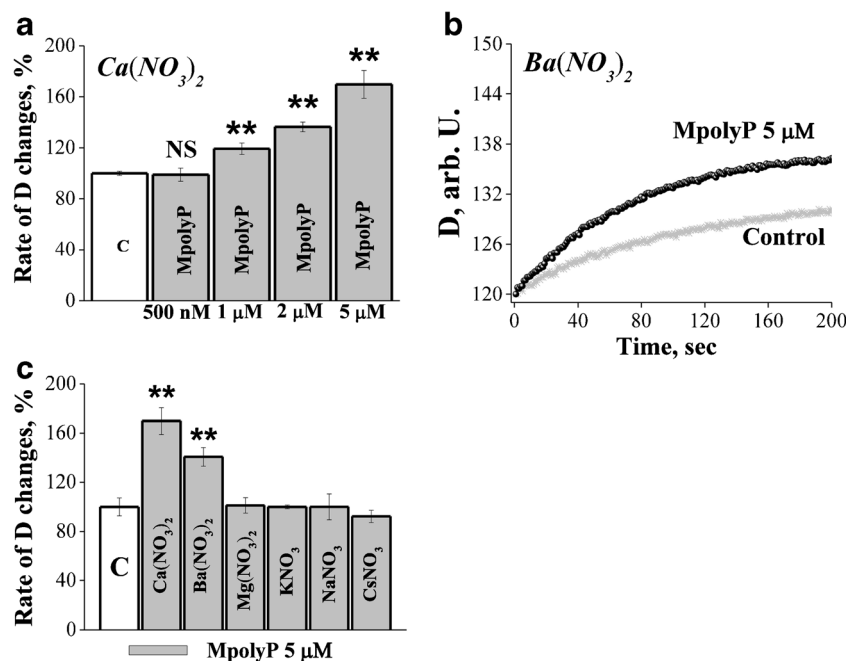 a
Rate of D changes, %
200
160
120
80
40
0
Ca(NO3)2
C
NS
MpolyP
**
MpolyP
**
MpolyP
**
MpolyP
500 nM 1 µM 2 µM 5 µM
b
D, arb. U.
150
144
138
132
126
120
Ba(NO3)2
MpolyP 5 µM
Control
0 40 80 120 160 200
Time, sec
c
Rate of D changes, %
200
160
120
80
40
0
C
**
Ca(NO3)2
**
Ba(NO3)2
Mg(NO3)2
KNO3
NaNO3
CsNO3
MpolyP 5 µM